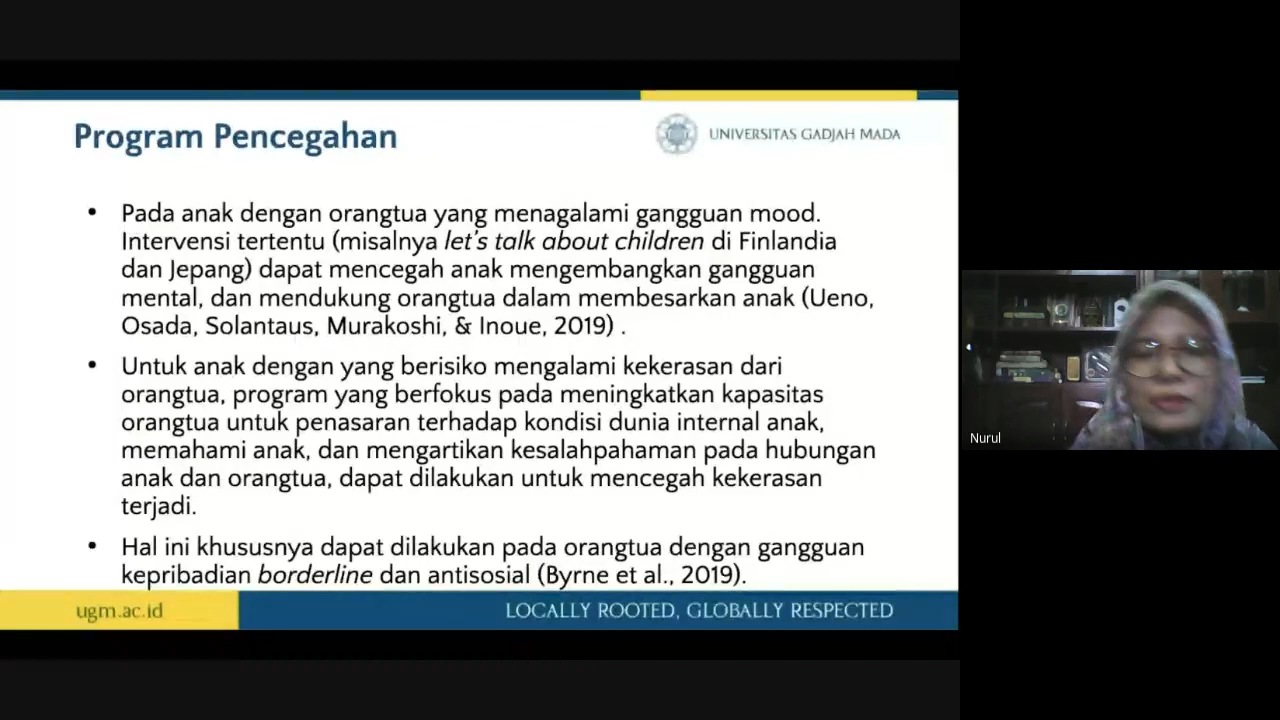 Program Pencegahan
UNIVERSITAS GADJAH MADA
• Pada anak dengan orangtua yang menagalami gangguan mood.
Intervensi tertentu (misalnya let's talk about children di Finlandia
dan Jepang) dapat mencegah anak mengembangkan gangguan
mental, dan mendukung orangtua dalam membesarkan anak (Ueno,
Osada, Solantaus, Murakoshi, & Inoue, 2019) .
• Untuk anak dengan yang berisiko mengalami kekerasan dari
orangtua, program yang berfokus pada meningkatkan kapasitas
orangtua untuk penasaran terhadap kondisi dunia internal anak,
memahami anak, dan mengartikan kesalahpahaman pada hubungan
anak dan orangtua, dapat dilakukan untuk mencegah kekerasan
terjadi.
• Hal ini khususnya dapat dilakukan pada orangtua dengan gangguan
kepribadian borderline dan antisosial (Byrne et al., 2019).
ugm.ac.id
LOCALLY ROOTED, GLOBALLY RESPECTED
Nurul